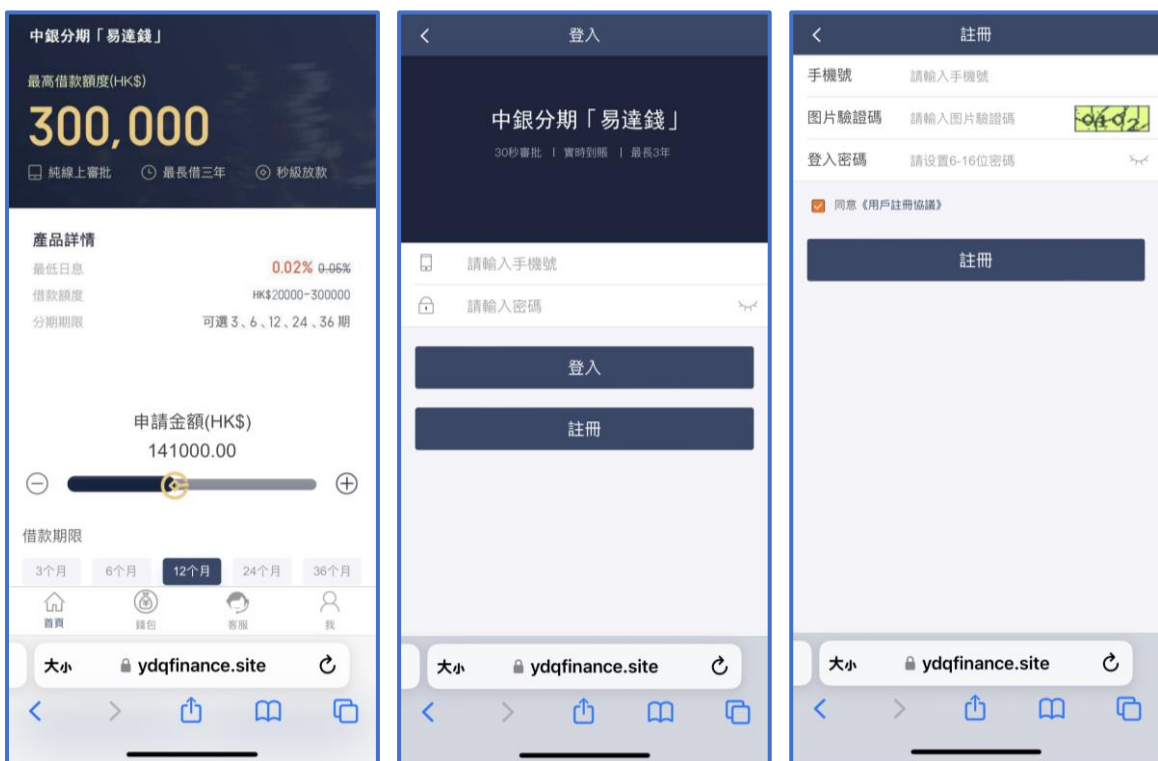 中銀分期「易達錢」
最高借款額度(HK$)
300,000
純線上審批 最長借三年 秒級放款
產品詳情
最低日息 0.02% 0.05%
借款額度 HK$20000-300000
分期期限 可選 3、6、12、24、36 期
申請金額(HK$)
141000.00
借款期限
3个月 6个月 12个月 24个月 36个月
首頁 錢包 客服 我
大小 ydqfinance.site
登入
中銀分期「易達錢」
30秒審批 | 實時到賬 | 最長3年
請輸入手機號
請輸入密碼
登入
註冊
大小 ydqfinance.site
註冊
手機號 請輸入手機號
图片驗證碼 請輸入图片驗證碼
登入密碼 請设置6-16位密碼
同意《用戶註冊協議》
註冊
大小 ydqfinance.site